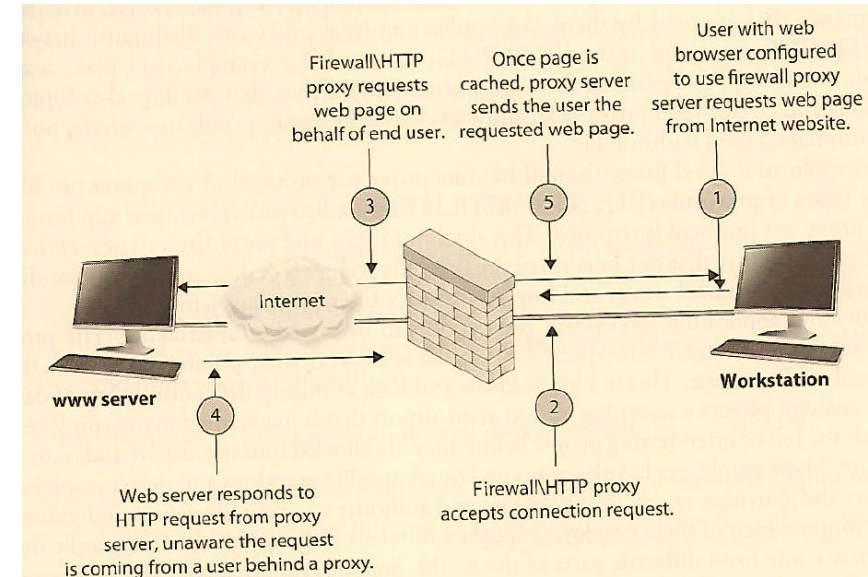 Firewall\HTTP
proxy requests
web page on
behalf of end user.
Once page is
cached, proxy server
sends the user the
requested web page.
User with web
browser configured
to use firewall proxy
server requests web page
from Internet website.
3
5
1
Internet
www server
Workstation
4
2
Web server responds to
HTTP request from proxy
server, unaware the request
is coming from a user behind a proxy.
Firewall\HTTP proxy
accepts connection request.